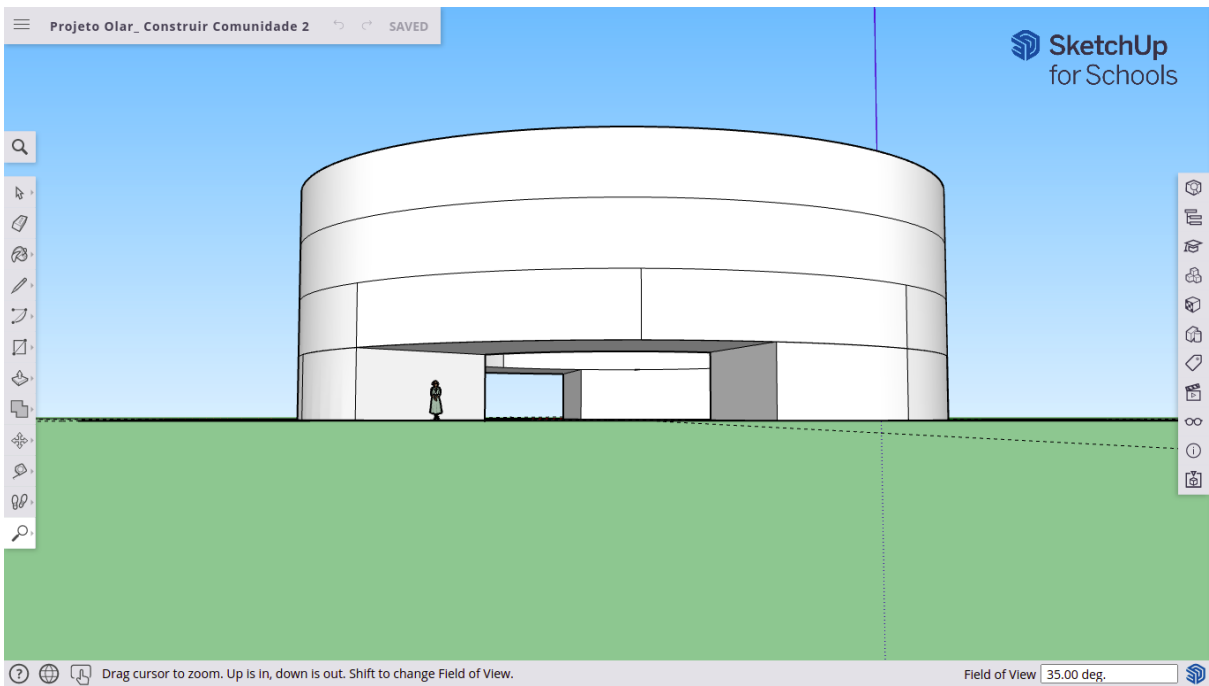 Projeto Olar_ Construir Comunidade 2 SAVED
SketchUp
for Schools
Drag cursor to zoom. Up is in, down is out. Shift to change Field of View.
Field of View 35.00 deg.